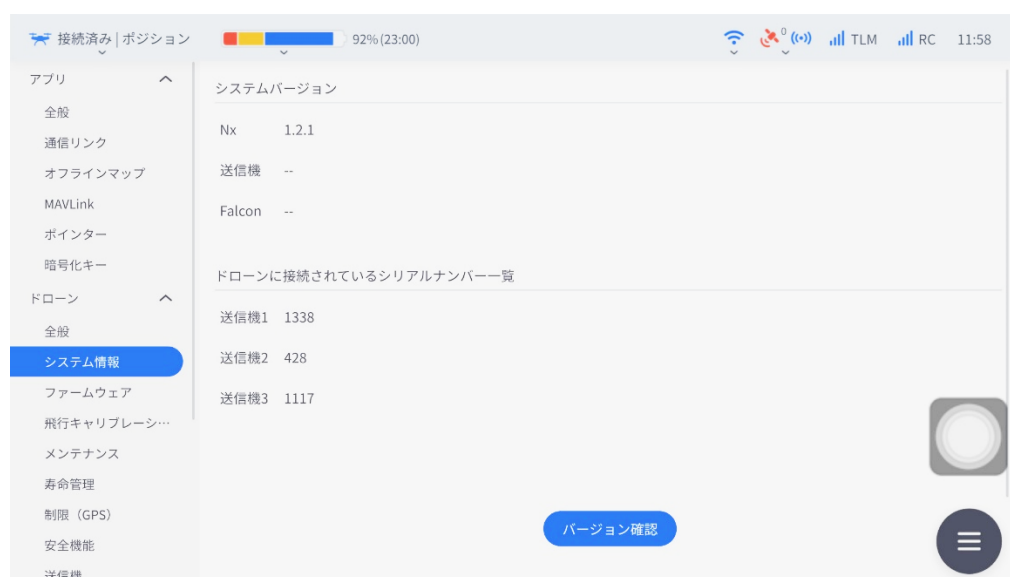 接続済み | ポジション 92% (23:00) 0 TLM RC 11:58
アプリ
全般
通信リンク
オフラインマップ
MAVLink
ポインター
暗号化キー
ドローン
全般
システム情報
ファームウェア
飛行キャリブレーシ…
メンテナンス
寿命管理
制限（GPS）
安全機能
送信機
システムバージョン
Nx 1.2.1
送信機 --
Falcon --
ドローンに接続されているシリアルナンバー一覧
送信機1 1338
送信機2 428
送信機3 1117
バージョン確認